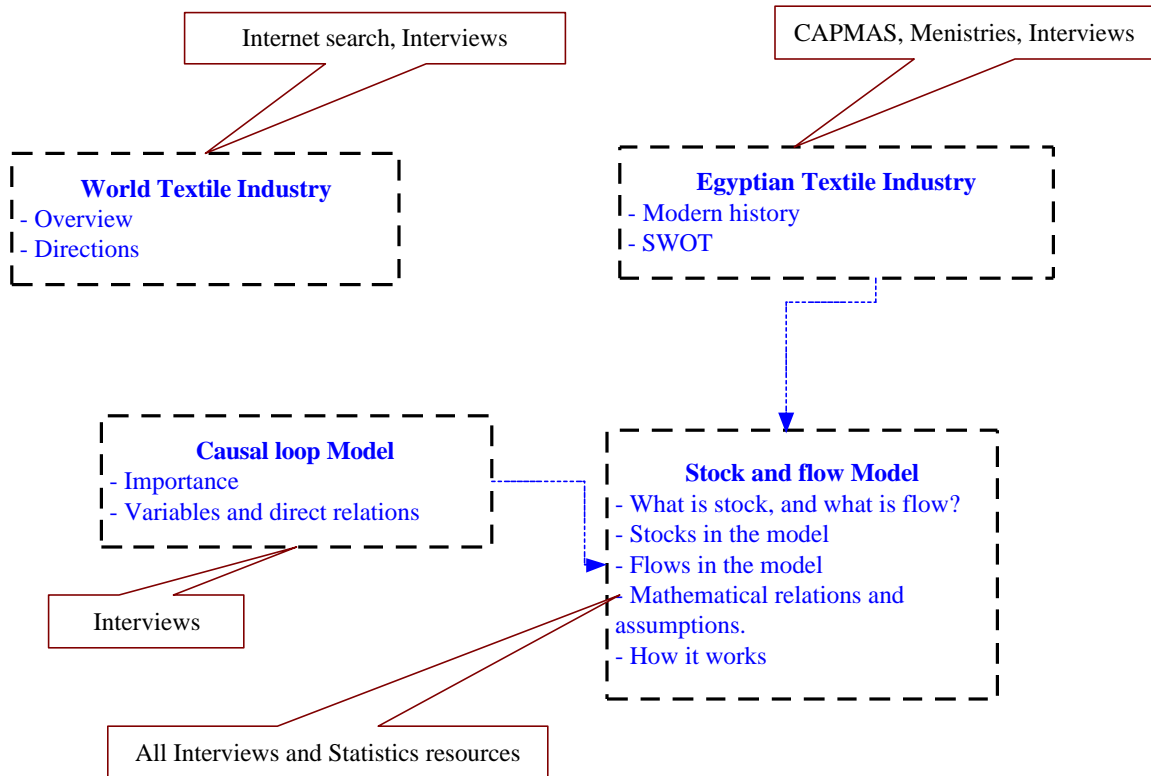 Internet search, Interviews
CAPMAS, Menistries, Interviews
World Textile Industry
- Overview
- Directions
Egyptian Textile Industry
- Modern history
- SWOT
Causal loop Model
- Importance
- Variables and direct relations
Interviews
Stock and flow Model
- What is stock, and what is flow?
- Stocks in the model
- Flows in the model
- Mathematical relations and
assumptions.
- How it works
All Interviews and Statistics resources